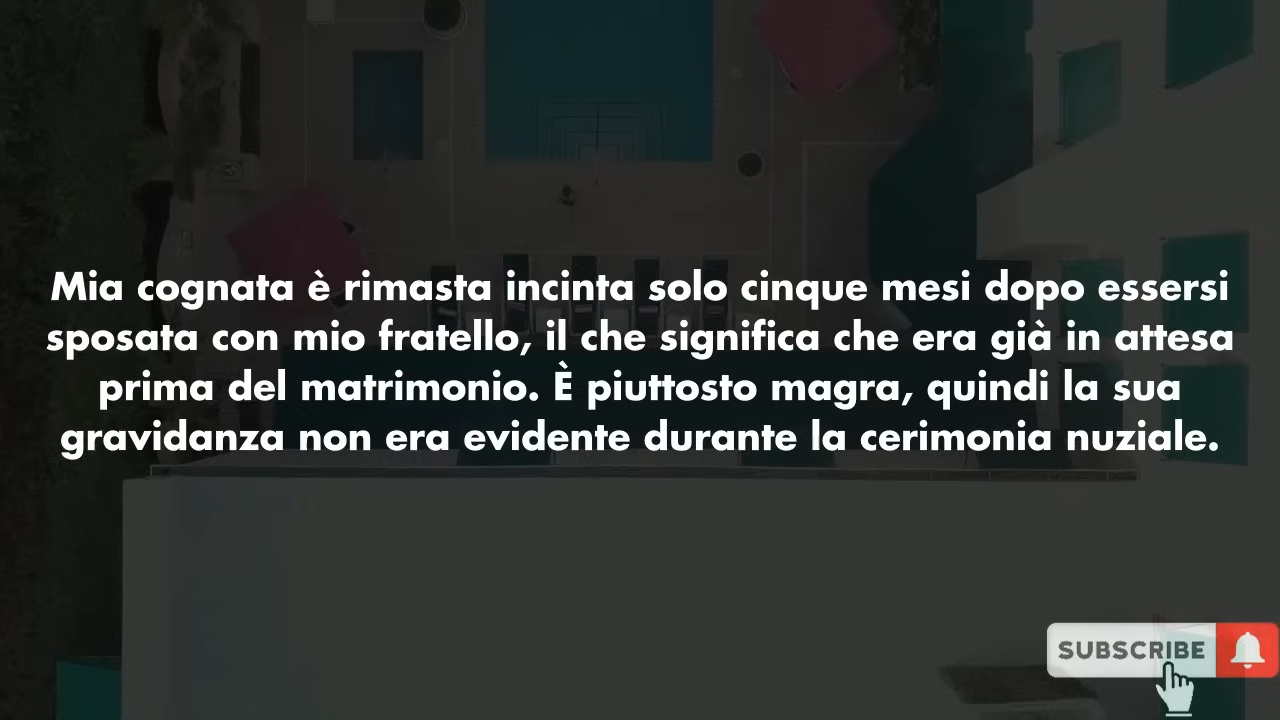 Mia cognata è rimasta incinta solo cinque mesi dopo essersi
sposata con mio fratello, il che significa che era già in attesa
prima del matrimonio. È piuttosto magra, quindi la sua
gravidanza non era evidente durante la cerimonia nuziale.
SUBSCRIBE